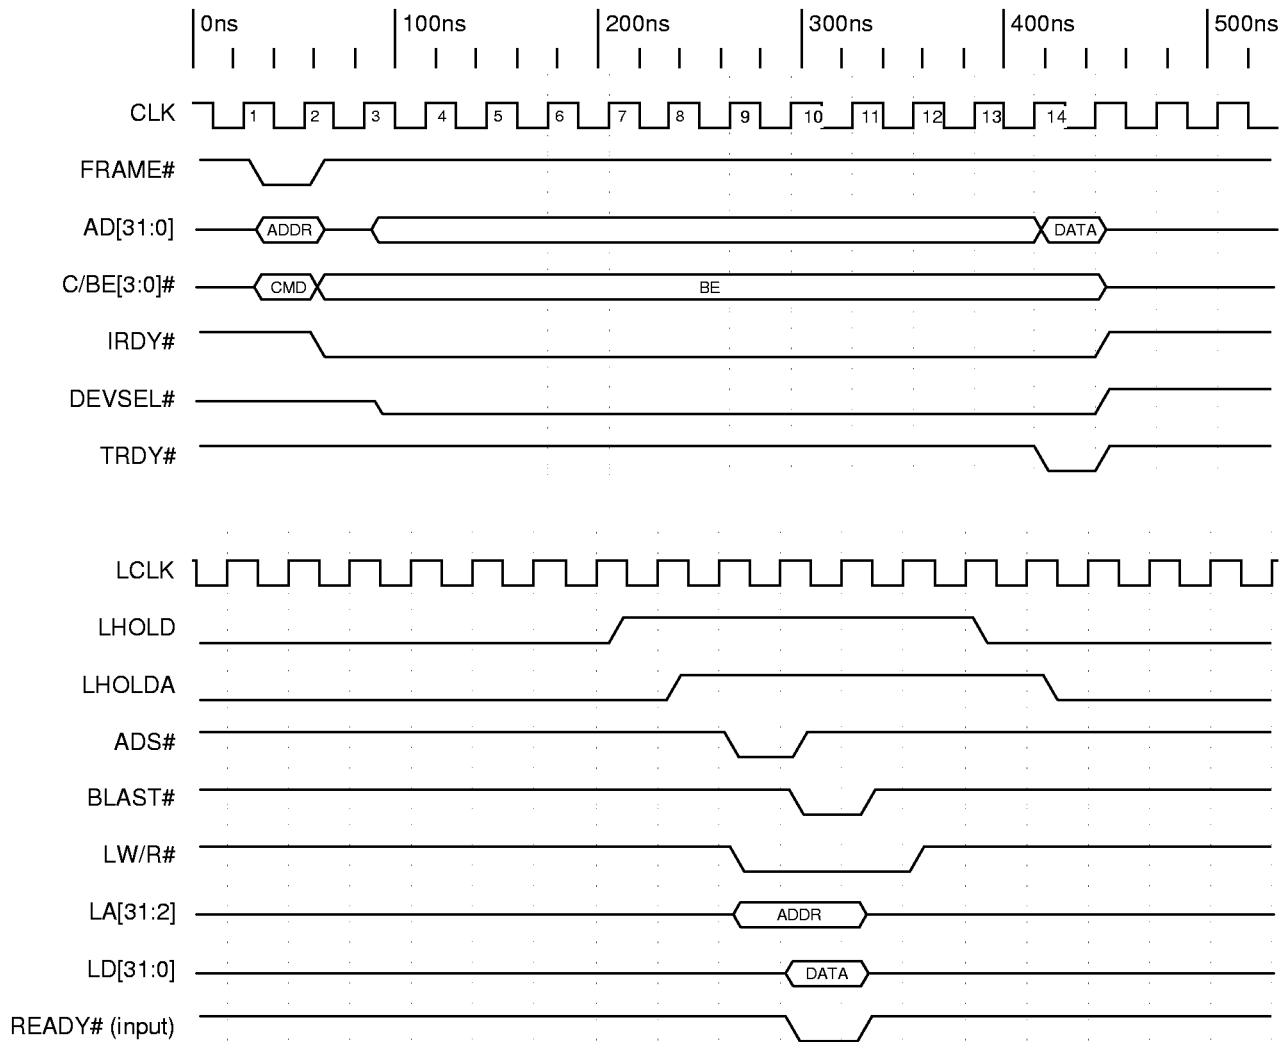 0ns 100ns 200ns 300ns 400ns 500ns
CLK 1 2 3 4 5 6 7 8 9 10 11 12 13 14
FRAME#
AD[31:0] ADDR DATA
C/BE[3:0]# CMD BE
IRDY#
DEVSEL#
TRDY#
LCLK
LHOLD
LHOLDA
ADS#
BLAST#
LW/R#
LA[31:2] ADDR
LD[31:0] DATA
READY# (input)